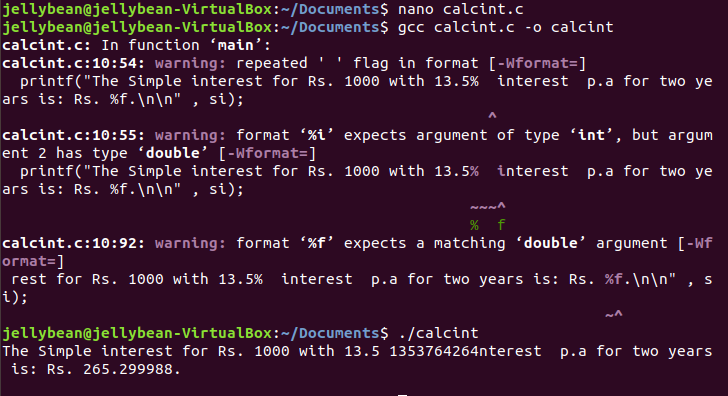 jellybean@jellybean-VirtualBox:~/Documents$ nano calcint.c
jellybean@jellybean-VirtualBox:~/Documents$ gcc calcint.c -o calcint
calcint.c: In function ‘main’:
calcint.c:10:54: warning: repeated ' ' flag in format [-Wformat=]
  printf("The Simple interest for Rs. 1000 with 13.5%  interest  p.a for two ye
ars is: Rs. %f.\n\n" , si);
                                                      ^
calcint.c:10:55: warning: format ‘%i’ expects argument of type ‘int’, but argum
ent 2 has type ‘double’ [-Wformat=]
  printf("The Simple interest for Rs. 1000 with 13.5%  interest  p.a for two ye
ars is: Rs. %f.\n\n" , si);
                                                    ~~~^
                                                    %  f
calcint.c:10:92: warning: format ‘%f’ expects a matching ‘double’ argument [-Wf
ormat=]
 rest for Rs. 1000 with 13.5%  interest  p.a for two years is: Rs. %f.\n\n" , s
i);
                                                                   ~^
jellybean@jellybean-VirtualBox:~/Documents$ ./calcint
The Simple interest for Rs. 1000 with 13.5 1353764264nterest  p.a for two years
 is: Rs. 265.299988.